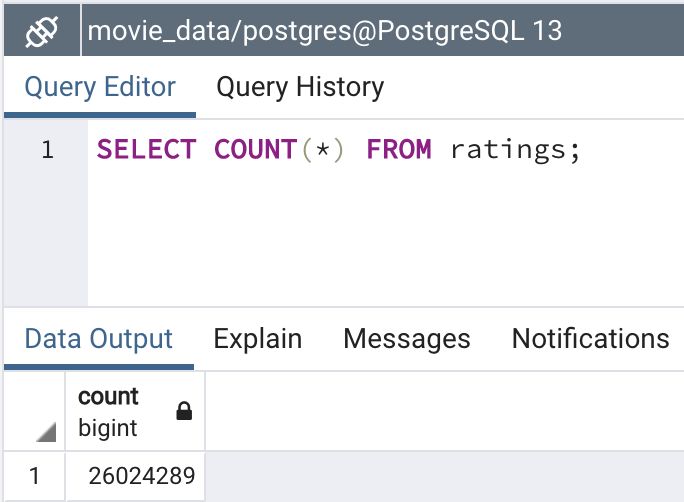 movie_data/postgres@PostgreSQL 13
Query Editor Query History
1 SELECT COUNT(*) FROM ratings;
Data Output Explain Messages Notifications
count
bigint
1 26024289